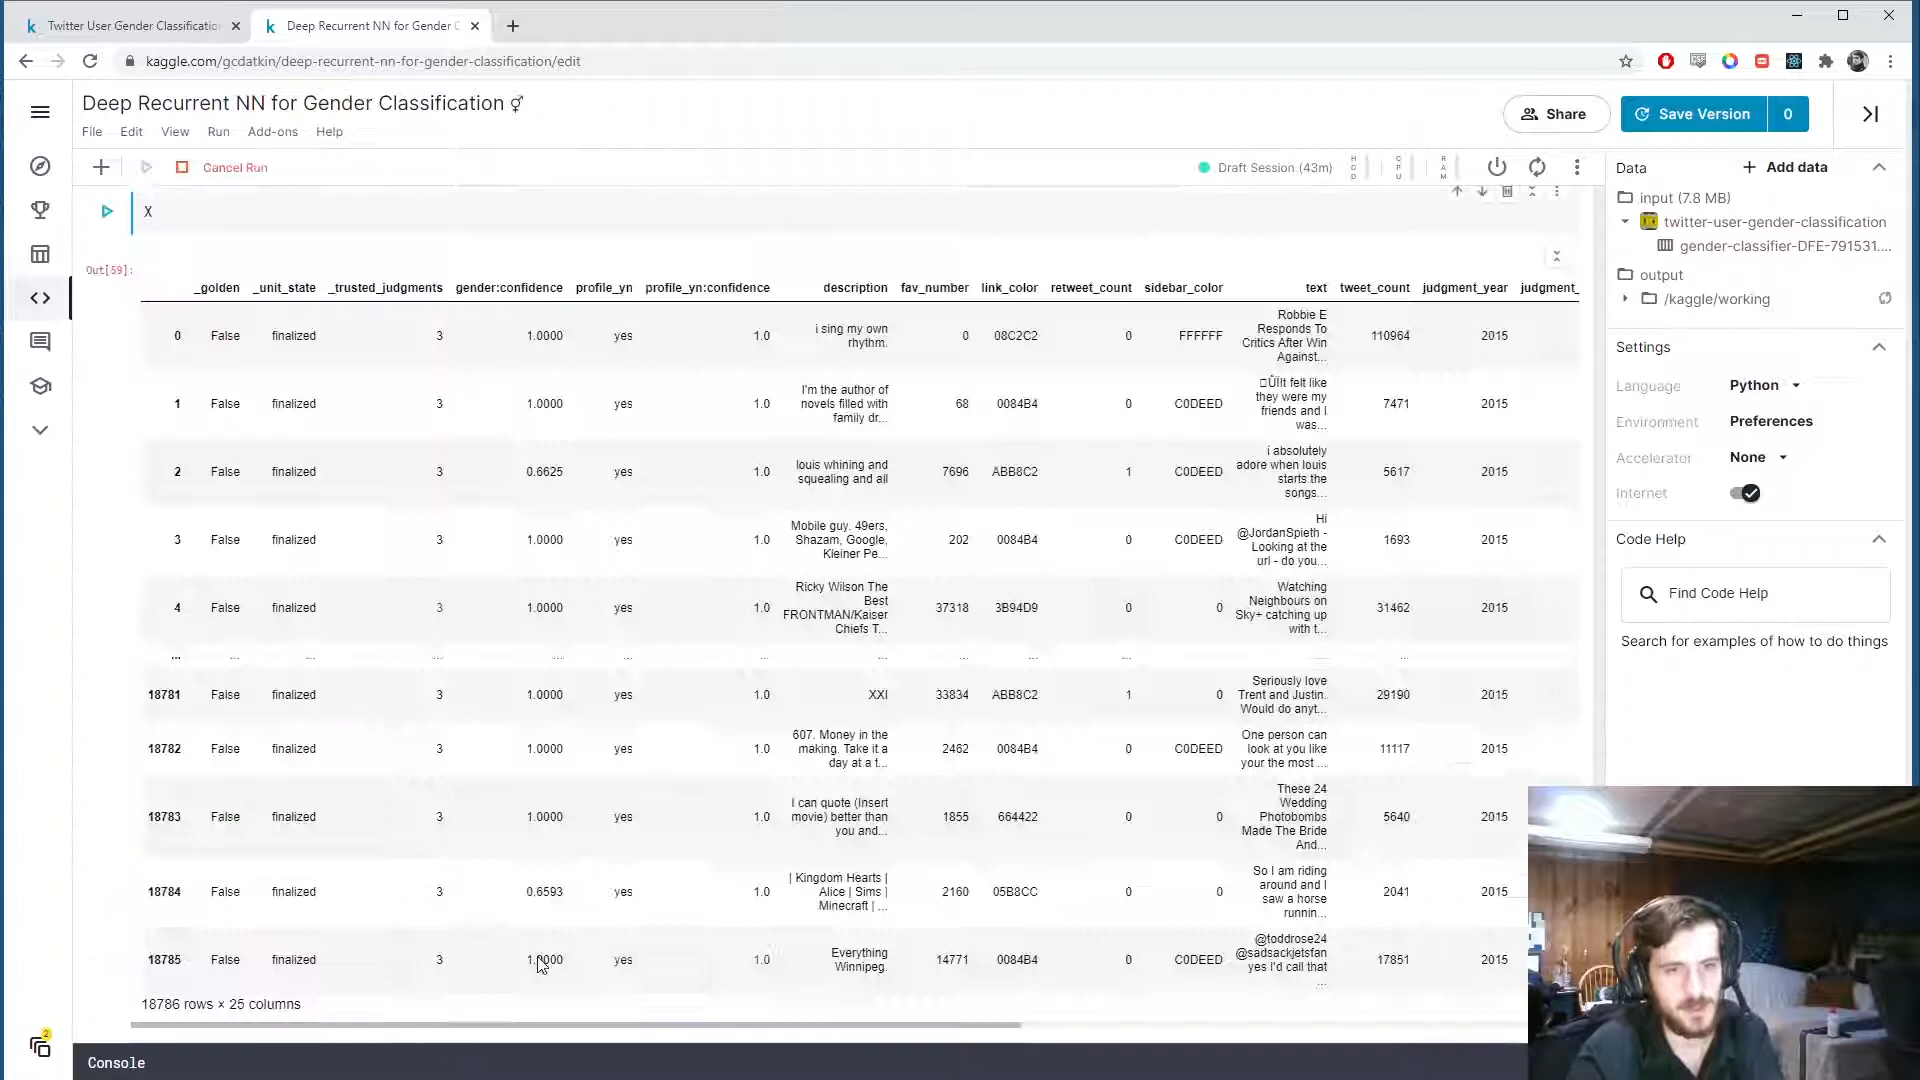 Twitter User Gender Classification
Deep Recurrent NN for Gender C
kaggle.com/gcdatkin/deep-recurrent-nn-for-gender-classification/edit
Deep Recurrent NN for Gender Classification ⚥
File Edit View Run Add-ons Help
Share
Save Version 0
Cancel Run
Draft Session (43m)
HDD
CPU
RAM
X
Out[59]:
_golden _unit_state _trusted_judgments gender:confidence profile_yn profile_yn:confidence description fav_number link_color retweet_count sidebar_color text tweet_count judgment_year judgment_
0 False finalized 3 1.0000 yes 1.0 i sing my own rhythm. 0 08C2C2 0 FFFFFF Robbie E Responds To Critics After Win Against... 110964 2015
1 False finalized 3 1.0000 yes 1.0 I'm the author of novels filled with family dr... 68 0084B4 0 C0DEED ÛÏIt felt like they were my friends and I was... 7471 2015
2 False finalized 3 0.6625 yes 1.0 louis whining and squealing and all 7696 ABB8C2 1 C0DEED i absolutely adore when louis starts the songs... 5617 2015
3 False finalized 3 1.0000 yes 1.0 Mobile guy. 49ers, Shazam, Google, Kleiner Pe... 202 0084B4 0 C0DEED Hi @JordanSpieth - Looking at the url - do you... 1693 2015
4 False finalized 3 1.0000 yes 1.0 Ricky Wilson The Best FRONTMAN/Kaiser Chiefs T... 37318 3B94D9 0 0 Watching Neighbours on Sky+ catching up with t... 31462 2015
... ... ... ... ... ... ... ... ... ... ... ... ...
18781 False finalized 3 1.0000 yes 1.0 XXI 33834 ABB8C2 1 0 Seriously love Trent and Justin. Would do anyt... 29190 2015
18782 False finalized 3 1.0000 yes 1.0 607. Money in the making. Take it a day at a t... 2462 0084B4 0 C0DEED One person can look at you like your the most ... 11117 2015
18783 False finalized 3 1.0000 yes 1.0 I can quote (Insert movie) better than you and... 1855 664422 0 0 These 24 Wedding Photobombs Made The Bride And... 5640 2015
18784 False finalized 3 0.6593 yes 1.0 | Kingdom Hearts | Alice | Sims | Minecraft | ... 2160 05B8CC 0 0 So I am riding around and I saw a horse runnin... 2041 2015
18785 False finalized 3 1.0000 yes 1.0 Everything Winnipeg. 14771 0084B4 0 C0DEED @toddrose24 @sadsackjetsfan yes I'd call that ... 17851 2015
18786 rows × 25 columns
Console
2
Data
Add data
input (7.8 MB)
twitter-user-gender-classification
gender-classifier-DFE-791531....
output
/kaggle/working
Settings
Language Python
Environment Preferences
Accelerator None
Internet
Code Help
Find Code Help
Search for examples of how to do things